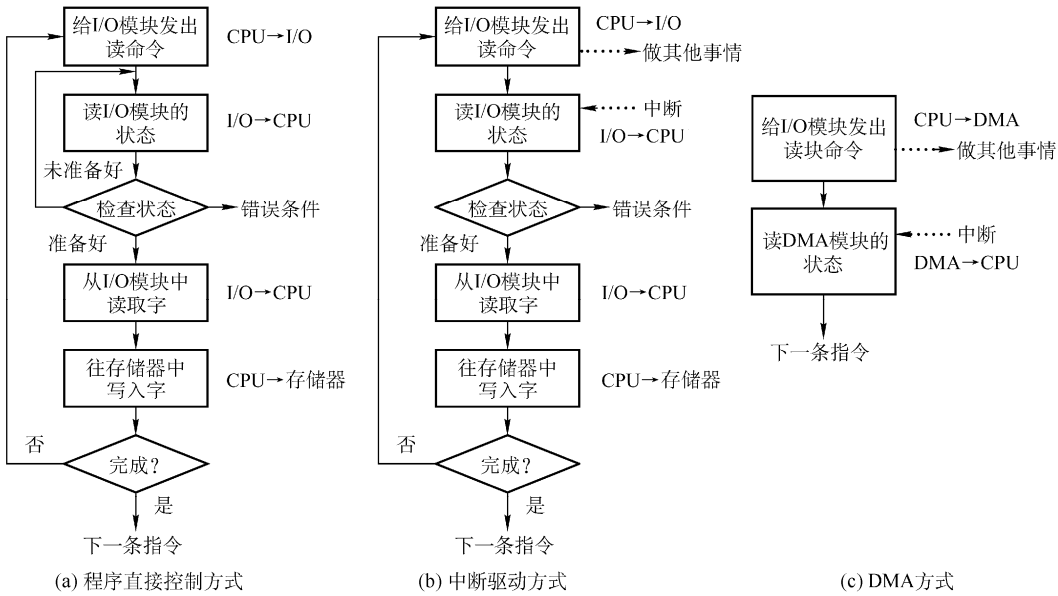 给I/O模块发出
读命令
CPU→I/O
读I/O模块的
状态
I/O→CPU
未准备好
检查状态
错误条件
准备好
从I/O模块中
读取字
I/O→CPU
往存储器中
写入字
CPU→存储器
否
完成?
是
下一条指令
(a) 程序直接控制方式
给I/O模块发出
读命令
CPU→I/O
做其他事情
读I/O模块的
状态
中断
I/O→CPU
检查状态
错误条件
准备好
从I/O模块中
读取字
I/O→CPU
往存储器中
写入字
CPU→存储器
否
完成?
是
下一条指令
(b) 中断驱动方式
给I/O模块发出
读块命令
CPU→DMA
做其他事情
读DMA模块的
状态
中断
DMA→CPU
下一条指令
(c) DMA方式